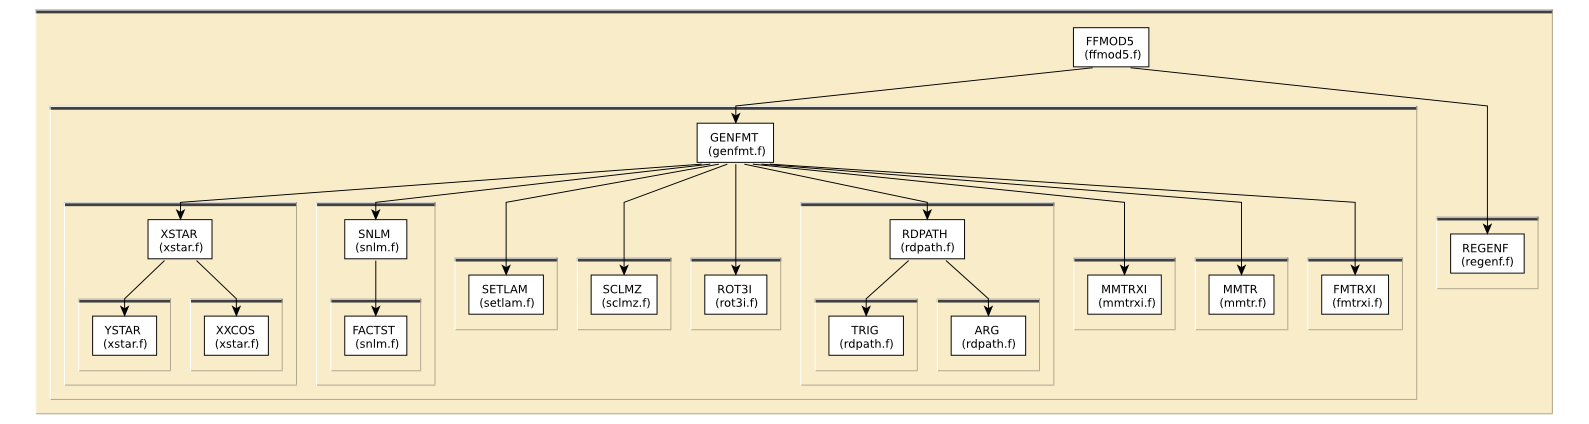 FFMOD5
(ffmod5.f)
GENFMT
(genfmt.f)
XSTAR
(xstar.f)
SNLM
(snlm.f)
RDPATH
(rdpath.f)
REGENF
(regenf.f)
SETLAM
(setlam.f)
SCLMZ
(sclmz.f)
ROT3I
(rot3i.f)
MMTRXI
(mmtrxi.f)
MMTR
(mmtr.f)
FMTRXI
(fmtrxi.f)
YSTAR
(xstar.f)
XXCOS
(xstar.f)
FACTST
(snlm.f)
TRIG
(rdpath.f)
ARG
(rdpath.f)